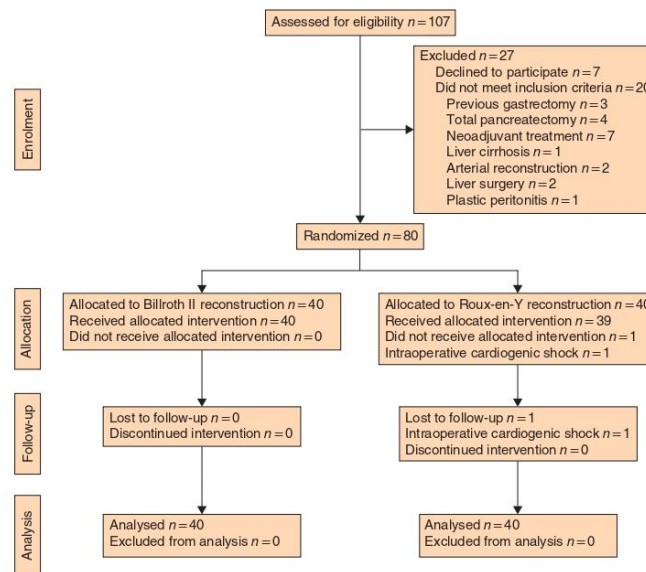 Assessed for eligibility n=107
Enrolment
Excluded n=27
Declined to participate n=7
Did not meet inclusion criteria n=20
Previous gastrectomy n=3
Total pancreatectomy n=4
Neoadjuvant treatment n=7
Liver cirrhosis n=1
Arterial reconstruction n=2
Liver surgery n=2
Plastic peritonitis n=1
Randomized n=80
Allocation
Allocated to Billroth II reconstruction n=40
Received allocated intervention n=40
Did not receive allocated intervention n=0
Allocated to Roux-en-Y reconstruction n=40
Received allocated intervention n=39
Did not receive allocated intervention n=1
Intraoperative cardiogenic shock n=1
Follow-up
Lost to follow-up n=0
Discontinued intervention n=0
Lost to follow-up n=1
Intraoperative cardiogenic shock n=1
Discontinued intervention n=0
Analysis
Analysed n=40
Excluded from analysis n=0
Analysed n=40
Excluded from analysis n=0